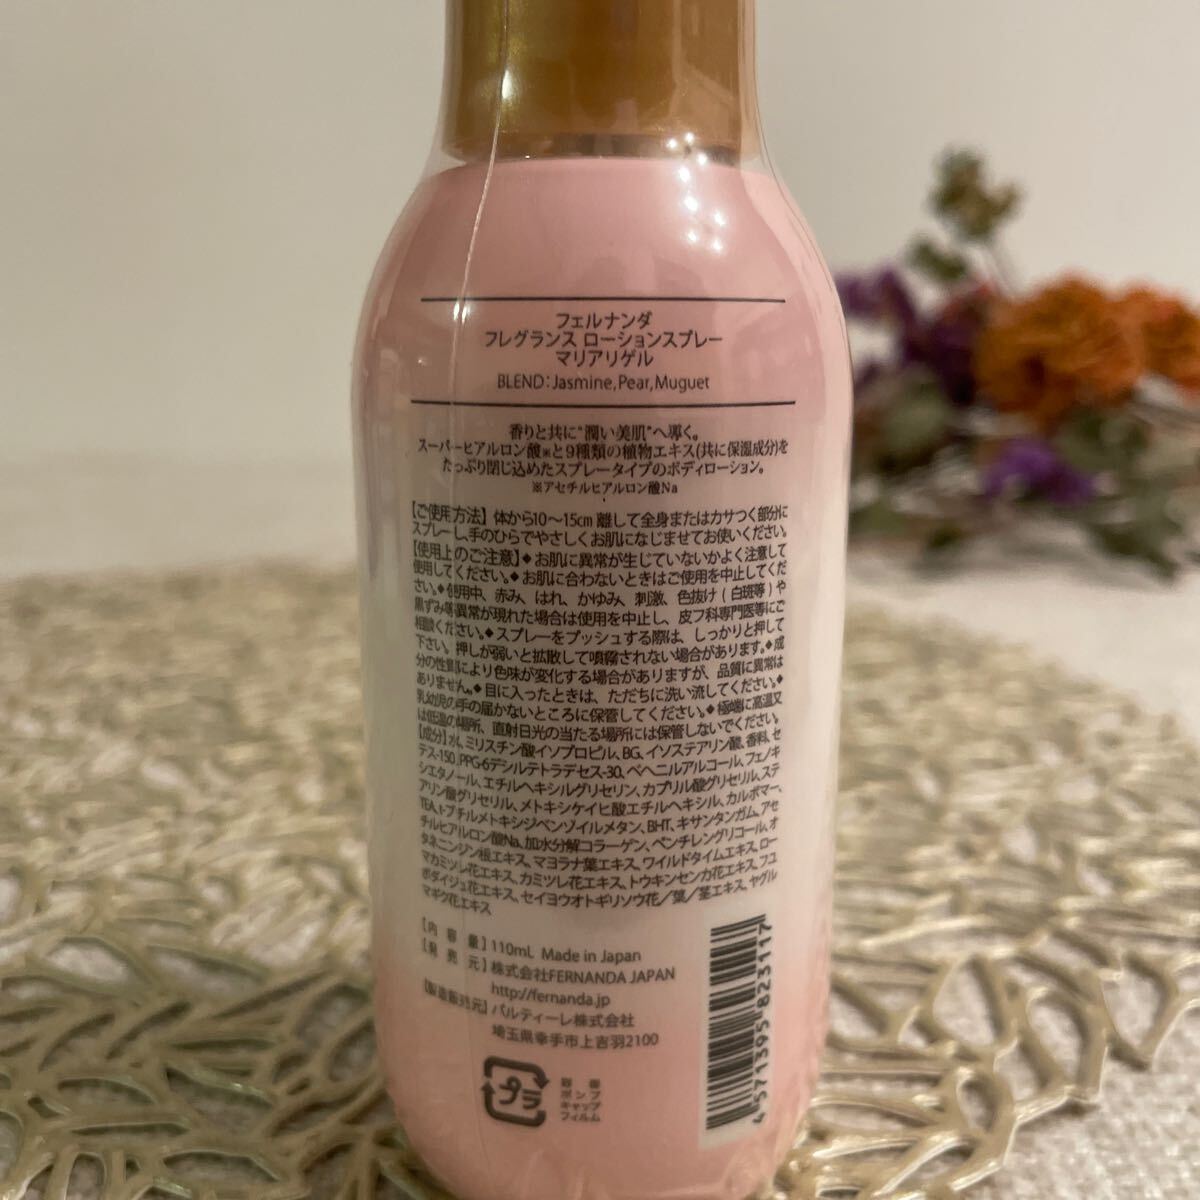 フェルナンダ
フレグランス ローションスプレー
マリアリゲル
BLEND:Jasmine,Pear,Muguet
香りと共に"潤い美肌"へ導く。
スーパーヒアルロン酸※と9種類の植物エキス(共に保湿成分)を
たっぷり閉じ込めたスプレータイプのボディローション。
※アセチルヒアルロン酸Na
【ご使用方法】体から10〜15cm 離して全身またはカサつく部分に
スプレーし、手のひらでやさしくお肌になじませてお使いください。
【使用上のご注意】◆お肌に異常が生じていないかよく注意して
使用してください。◆お肌に合わないときはご使用を中止してくだ
さい。◆使用中、赤み、はれ、かゆみ、刺激、色抜け(白斑等)や
黒ずみ等異常が現れた場合は使用を中止し、皮フ科専門医等にご
相談ください。◆スプレーをプッシュする際は、しっかりと押して
下さい。押しが弱いと拡散して噴霧されない場合があります。◆成
分の性質により色味が変化する場合がありますが、品質に異常は
ありません。◆目に入ったときは、ただちに洗い流してください。◆
乳幼児の手の届かないところに保管してください。◆極端に高温又
は低温の場所、直射日光の当たる場所には保管しないでください。
【成分】水、ミリスチン酸イソプロピル、BG、イソステアリン酸、香料、セ
テス-150、PPG-6デシルテトラデセス-30、ベヘニルアルコール、フェノキ
シエタノール、エチルヘキシルグリセリン、カプリル酸グリセリル、ステ
アリン酸グリセリル、メトキシケイヒ酸エチルヘキシル、カルボマー、
TEA、t-ブチルメトキシジベンゾイルメタン、BHT、キサンタンガム、アセ
チルヒアルロン酸Na、加水分解コラーゲン、ペンチレングリコール、オ
タネニンジン根エキス、マヨラナ葉エキス、ワイルドタイムエキス、ロー
マカミツレ花エキス、カミツレ花エキス、トウキンセンカ花エキス、フユ
ボダイジュ花エキス、セイヨウオトギリソウ花/葉/茎エキス、ヤグル
マギク花エキス
【内 容 量】110mL Made in Japan
【発 売 元】株式会社FERNANDA JAPAN
http://fernanda.jp
【製造販売元】パルティーレ株式会社
埼玉県幸手市上吉羽2100
プラ
容器
ポンプ
キャップ
フィルム
4 571395 823117